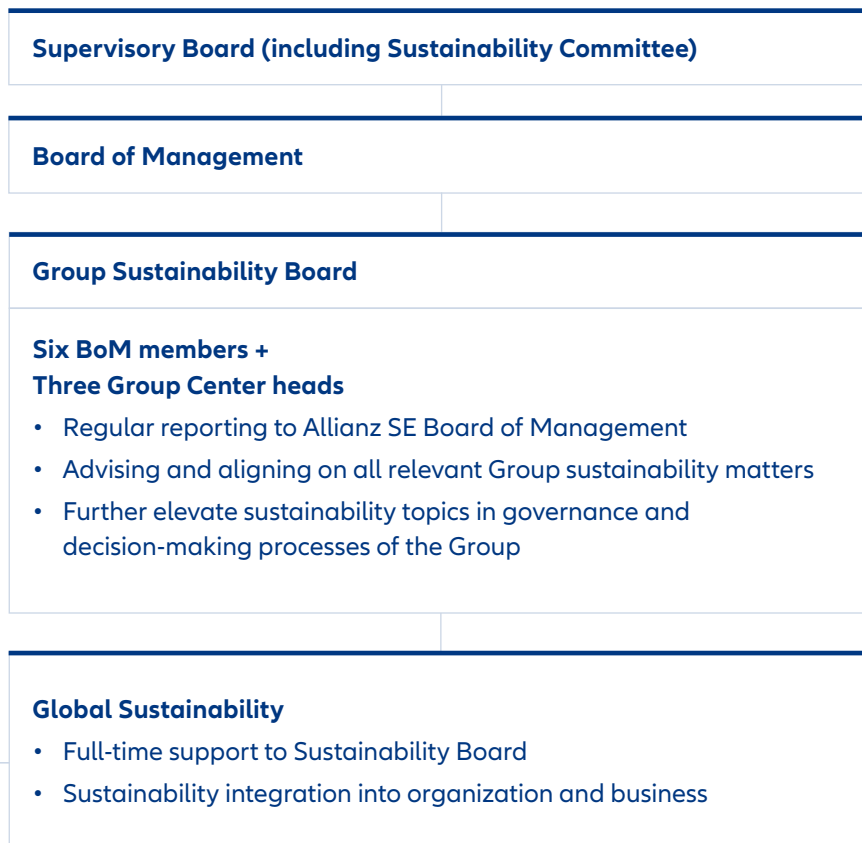 Supervisory Board (including Sustainability Committee)
Board of Management
Group Sustainability Board
Six BoM members +
Three Group Center heads
• Regular reporting to Allianz SE Board of Management
• Advising and aligning on all relevant Group sustainability matters
• Further elevate sustainability topics in governance and
decision-making processes of the Group
Global Sustainability
• Full-time support to Sustainability Board
• Sustainability integration into organization and business